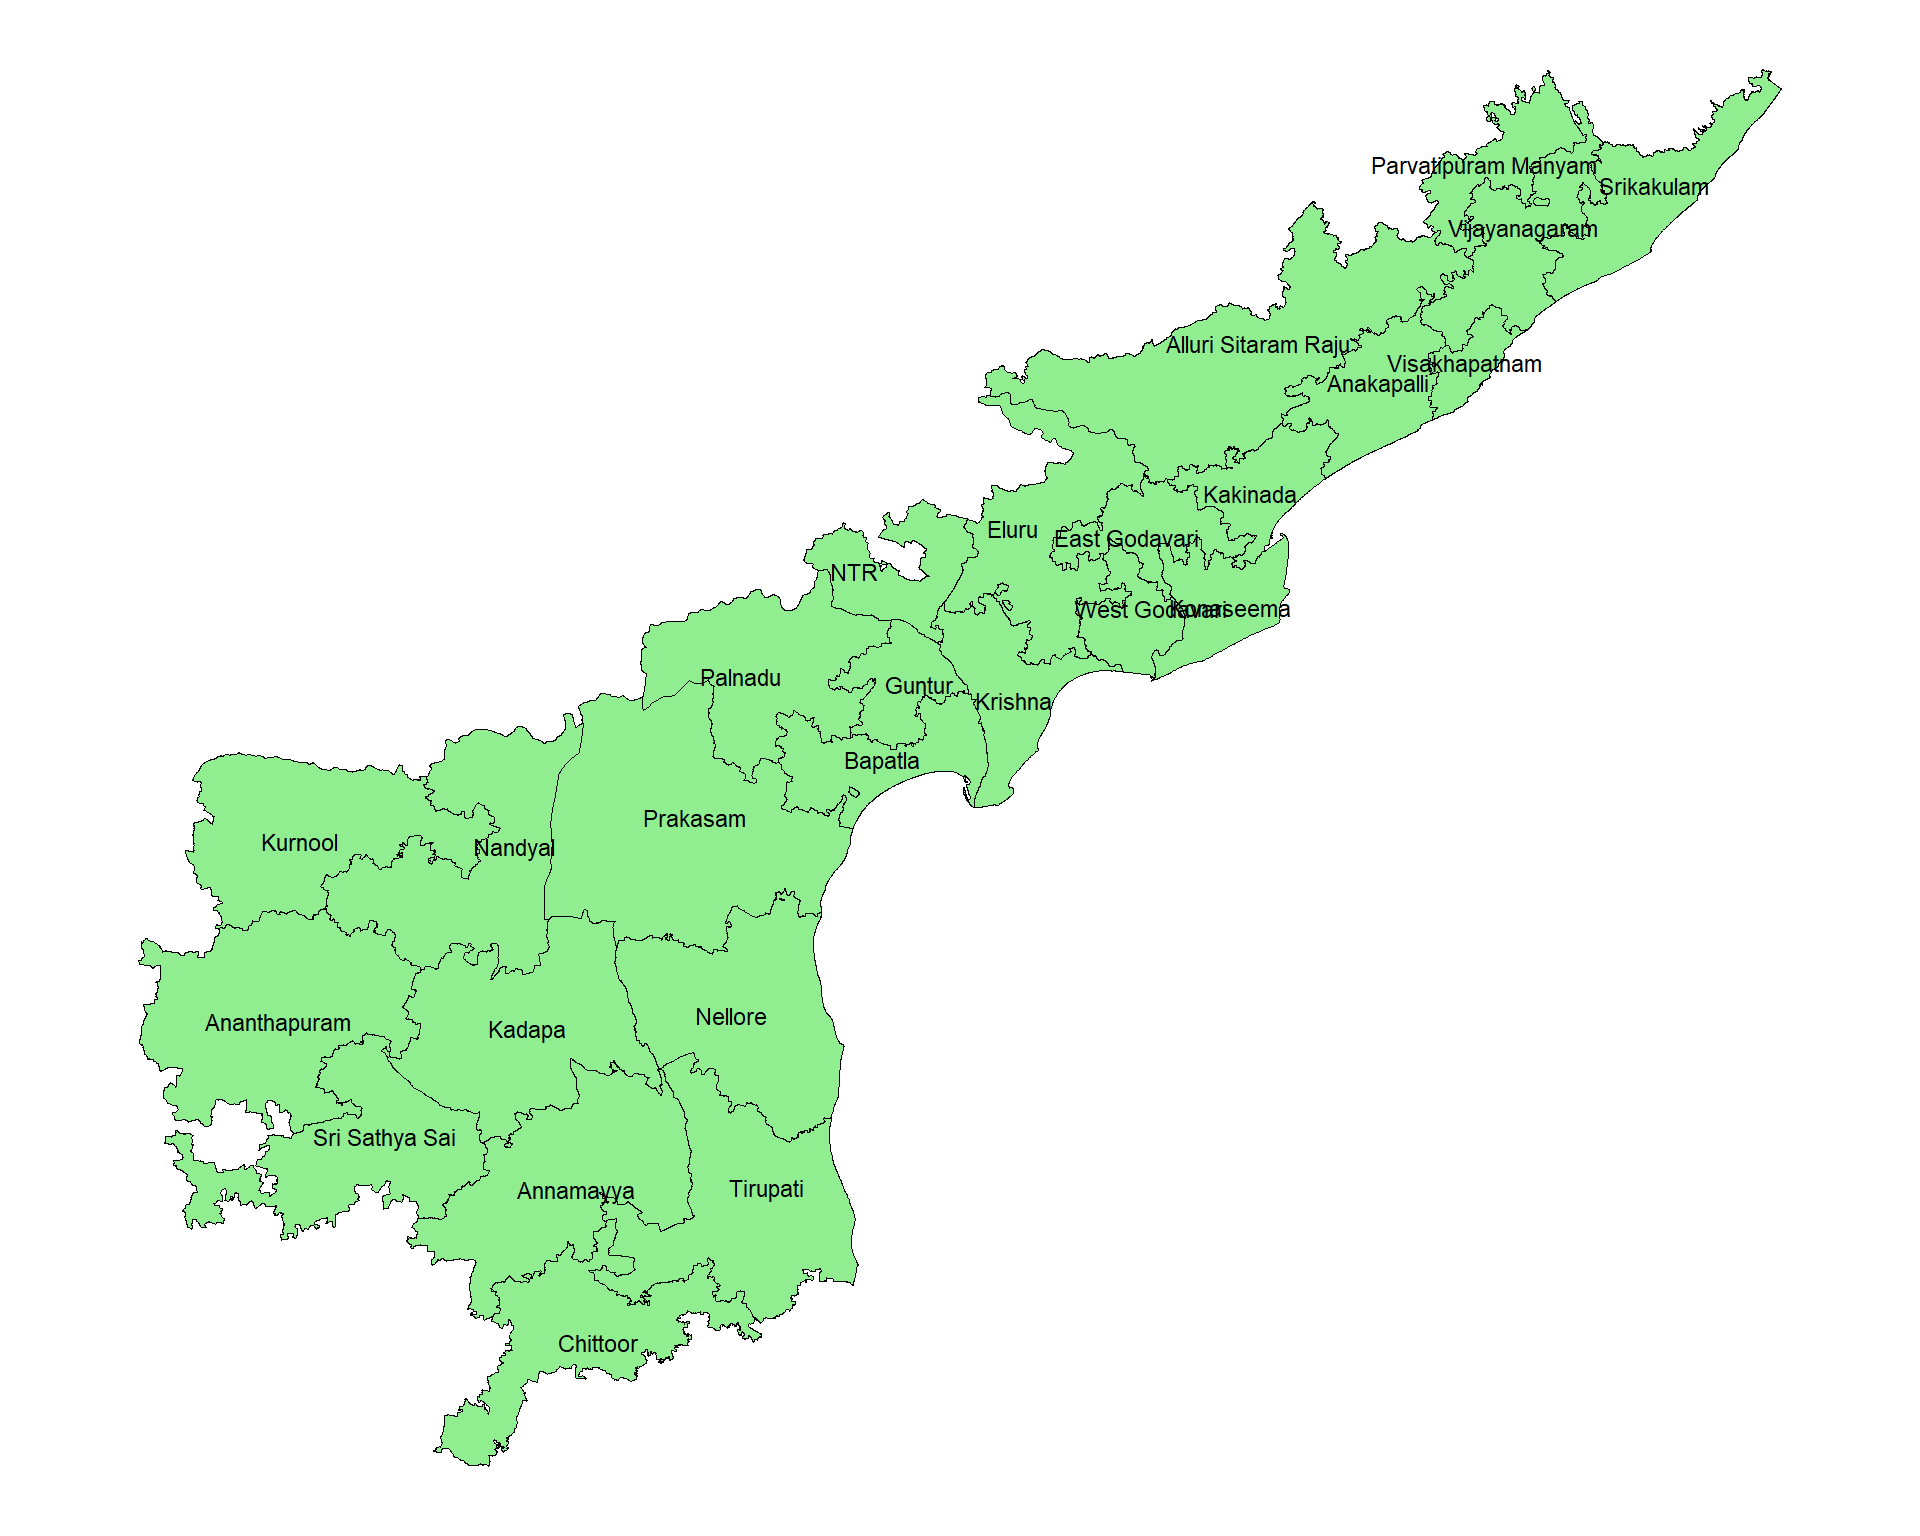 Parvatipuram Manyam
Srikakulam
Vijayanagaram
Alluri Sitaram Raju
Visakhapatnam
Anakapalli
Kakinada
Eluru
East Godavari
NTR
West Godavari
Konaseema
Palnadu
Guntur
Krishna
Bapatla
Prakasam
Kurnool
Nandyal
Nellore
Ananthapuram
Kadapa
Sri Sathya Sai
Annamayya
Tirupati
Chittoor